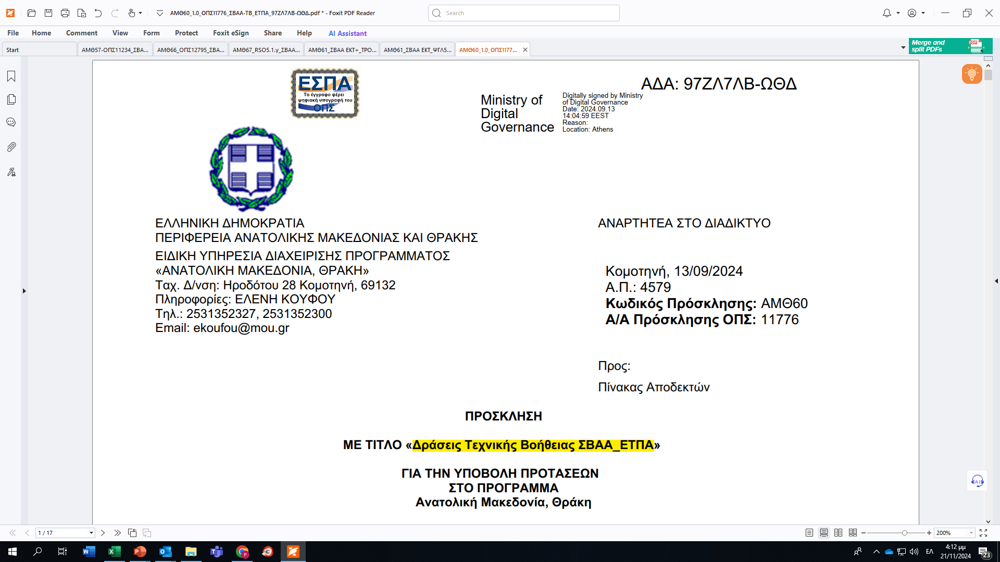 ΑΜΘ60_1.0_ΟΠΣ11776_ΣΒΑΑ-ΤΒ_ΕΤΠΑ_97ΖΛ7ΛΒ-ΩΘΔ.pdf * - Foxit PDF Reader
Search
File Home Comment View Form Protect Foxit eSign Share Help AI Assistant
Start ΑΜΘ57-ΟΠΣ11234_ΣΒΑ... ΑΜΘ66_ΟΠΣ12795_ΣΒΑ... ΑΜΘ67_RSO5.1.γ_ΣΒΑΑ... ΑΜΘ61_ΣΒΑΑ ΕΚΤ+_ΤΡΟ... ΑΜΘ61_ΣΒΑΑ ΕΚΤ_ΨΓΛ5... ΑΜΘ60_1.0_ΟΠΣ1177...
Merge and
split PDFs
PDF
ΕΣΠΑ
Το έγγραφο φέρει
ψηφιακή υπογραφή του
ΟΠΣ
ΑΔΑ: 97ΖΛ7ΛΒ-ΩΘΔ
Ministry of
Digital
Governance
Digitally signed by Ministry
of Digital Governance
Date: 2024.09.13
14:04:59 EEST
Reason:
Location: Athens
ΕΛΛΗΝΙΚΗ ΔΗΜΟΚΡΑΤΙΑ
ΠΕΡΙΦΕΡΕΙΑ ΑΝΑΤΟΛΙΚΗΣ ΜΑΚΕΔΟΝΙΑΣ ΚΑΙ ΘΡΑΚΗΣ
ΕΙΔΙΚΗ ΥΠΗΡΕΣΙΑ ΔΙΑΧΕΙΡΙΣΗΣ ΠΡΟΓΡΑΜΜΑΤΟΣ
«ΑΝΑΤΟΛΙΚΗ ΜΑΚΕΔΟΝΙΑ, ΘΡΑΚΗ»
Ταχ. Δ/νση: Ηροδότου 28 Κομοτηνή, 69132
Πληροφορίες: ΕΛΕΝΗ ΚΟΥΦΟΥ
Τηλ.: 2531352327, 2531352300
Email: ekoufou@mou.gr
ΑΝΑΡΤΗΤΕΑ ΣΤΟ ΔΙΑΔΙΚΤΥΟ
Κομοτηνή, 13/09/2024
Α.Π.: 4579
Κωδικός Πρόσκλησης: ΑΜΘ60
Α/Α Πρόσκλησης ΟΠΣ: 11776
Προς:
Πίνακας Αποδεκτών
ΠΡΟΣΚΛΗΣΗ
ΜΕ ΤΙΤΛΟ «Δράσεις Τεχνικής Βοήθειας ΣΒΑΑ_ΕΤΠΑ»
ΓΙΑ ΤΗΝ ΥΠΟΒΟΛΗ ΠΡΟΤΑΣΕΩΝ
ΣΤΟ ΠΡΟΓΡΑΜΜΑ
Ανατολική Μακεδονία, Θράκη
AI
1 / 17
200%
ΕΛ
4:12 μμ
21/11/2024
23